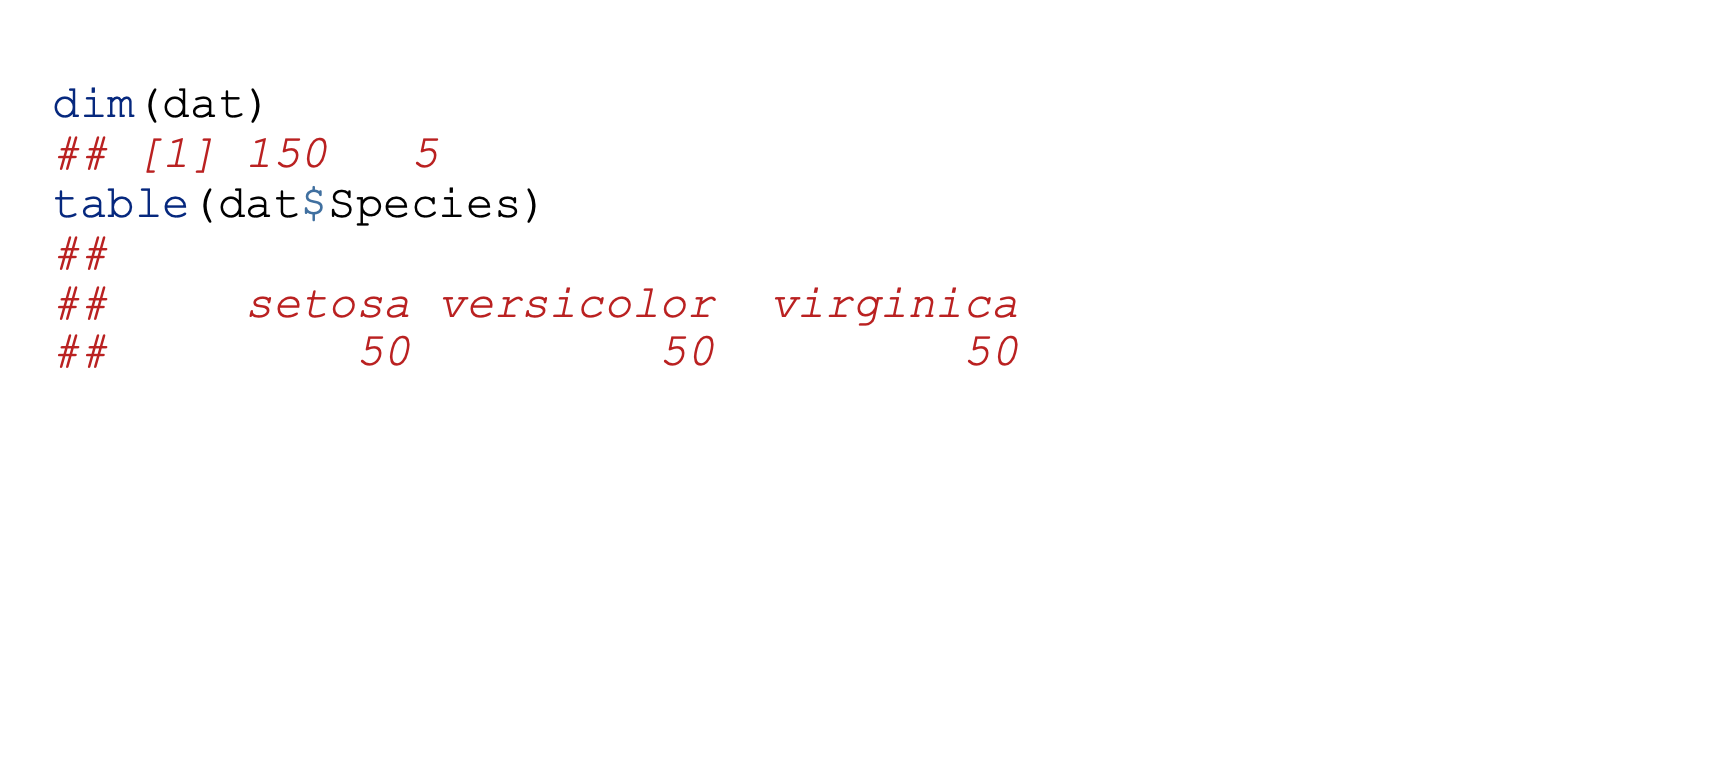 dim(dat)
## [1] 150   5
table(dat$Species)
##
##     setosa versicolor  virginica
##         50         50         50